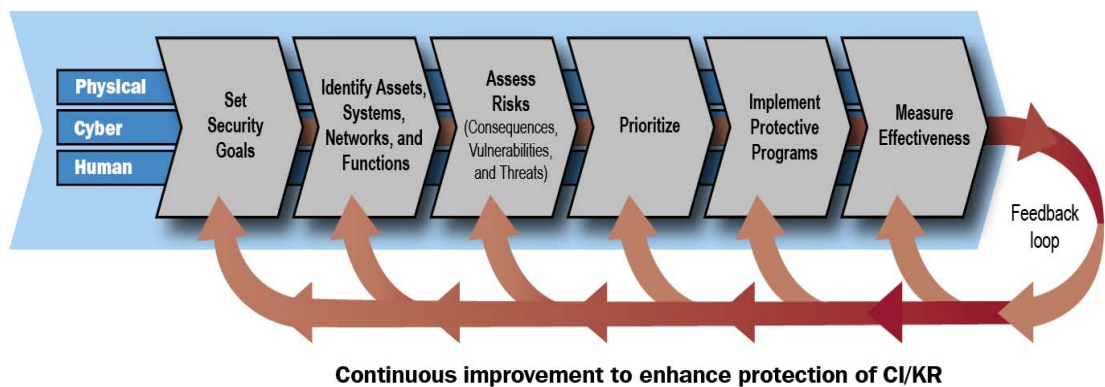 Physical
Cyber
Human
Set
Security
Goals
Identify Assets,
Systems,
Networks, and
Functions
Assess
Risks
(Consequences,
Vulnerabilities,
and Threats)
Prioritize
Implement
Protective
Programs
Measure
Effectiveness
Feedback
loop
Continuous improvement to enhance protection of CI/KR